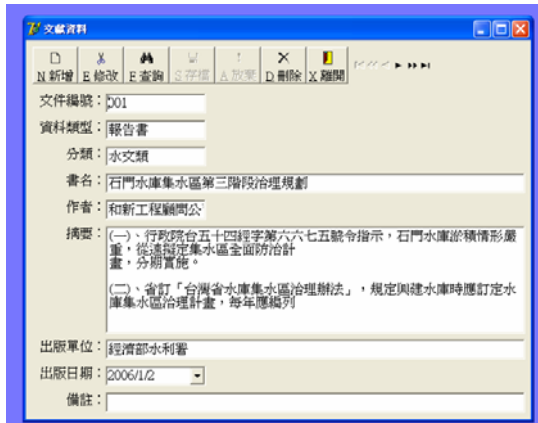 文獻資料
N 新增 E 修改 F 查詢 S 存檔 A 放棄 D 刪除 X 離開
文件編號：001
資料類型：報告書
分類：水文類
書名：石門水庫集水區第三階段治理規劃
作者：和新工程顧問公
摘要：(一)、行政院台五十四經字第六六七五號令指示，石門水庫淤積情形嚴
重，從遠擬定集水區全面防治計
畫，分期實施。
(二)、省訂「台灣省水庫集水區治理辦法」，規定興建水庫時應訂定水
庫集水區治理計畫，每年應編列
出版單位：經濟部水利署
出版日期：2006/1/2
備註：